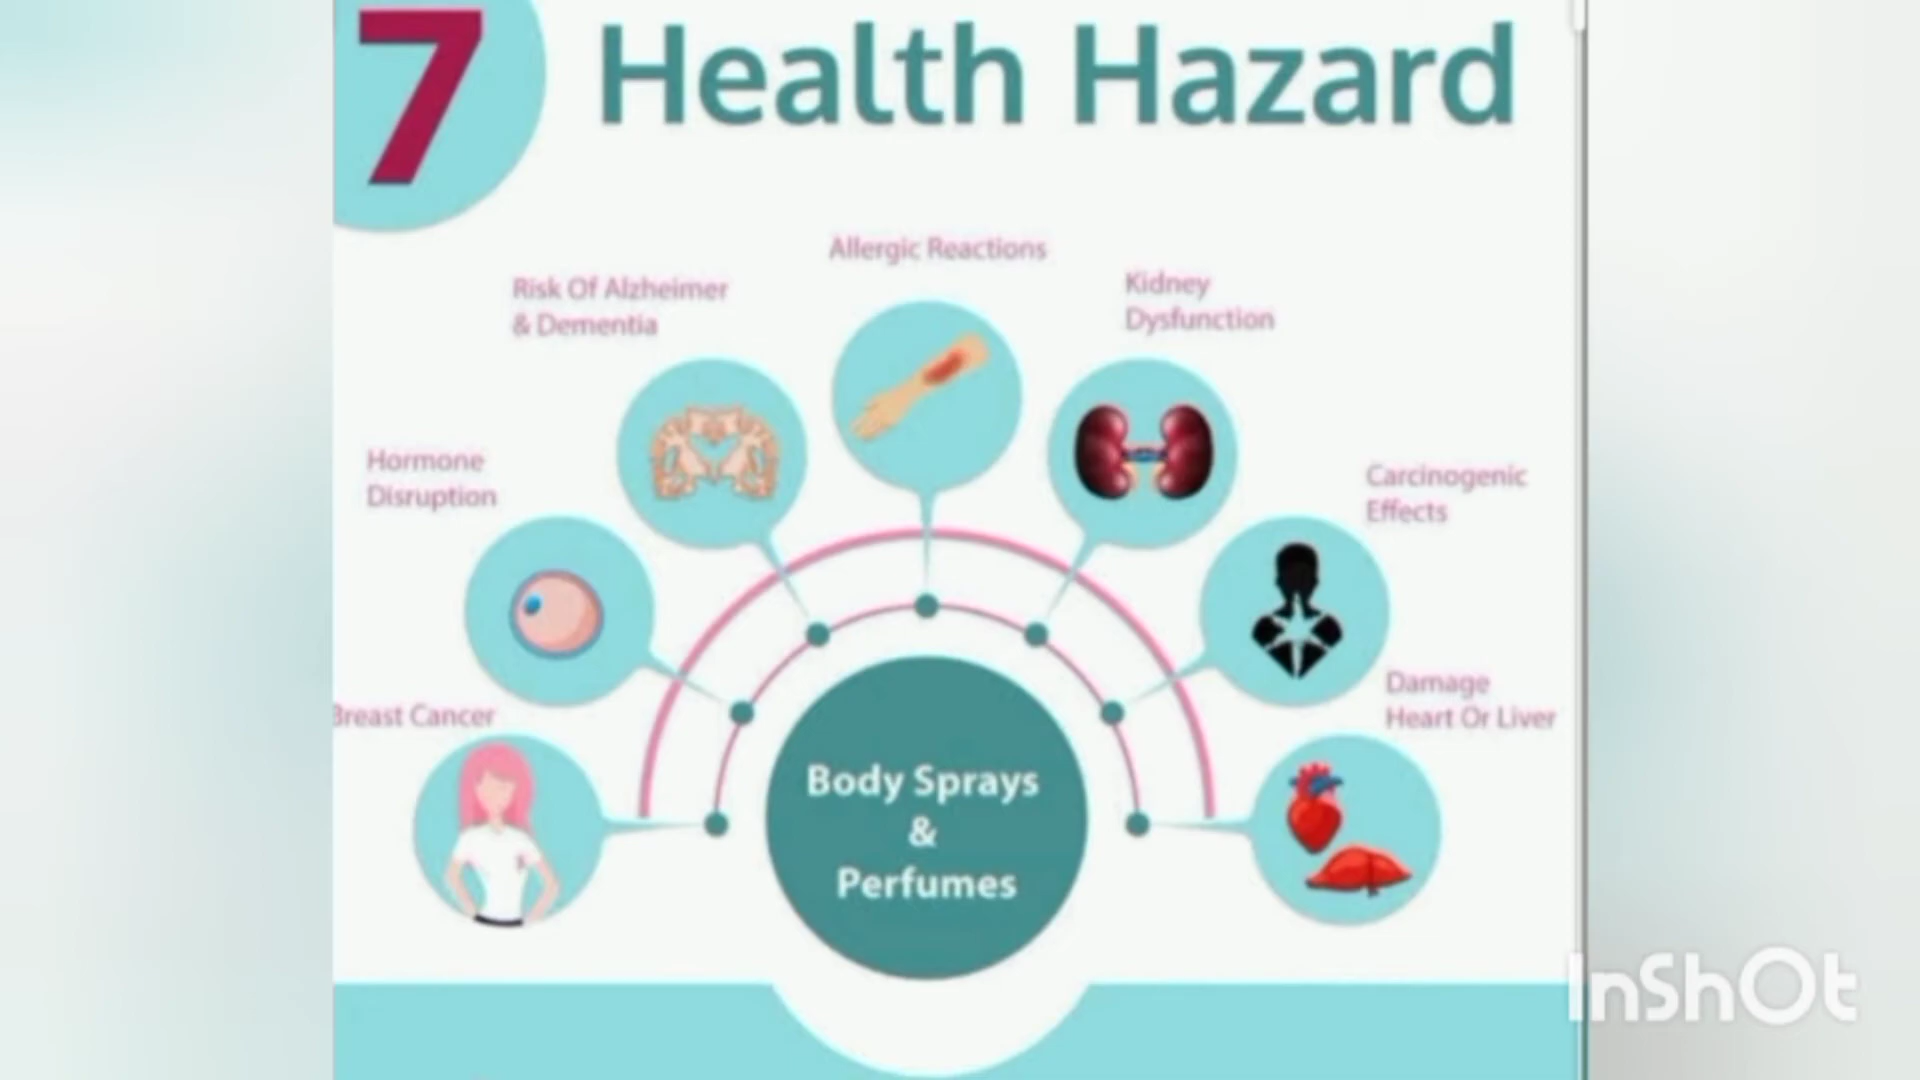 7 Health Hazard
Allergic Reactions
Risk Of Alzheimer
& Dementia
Kidney
Dysfunction
Hormone
Disruption
Carcinogenic
Effects
Breast Cancer
Damage
Heart Or Liver
Body Sprays
&
Perfumes
InShOt